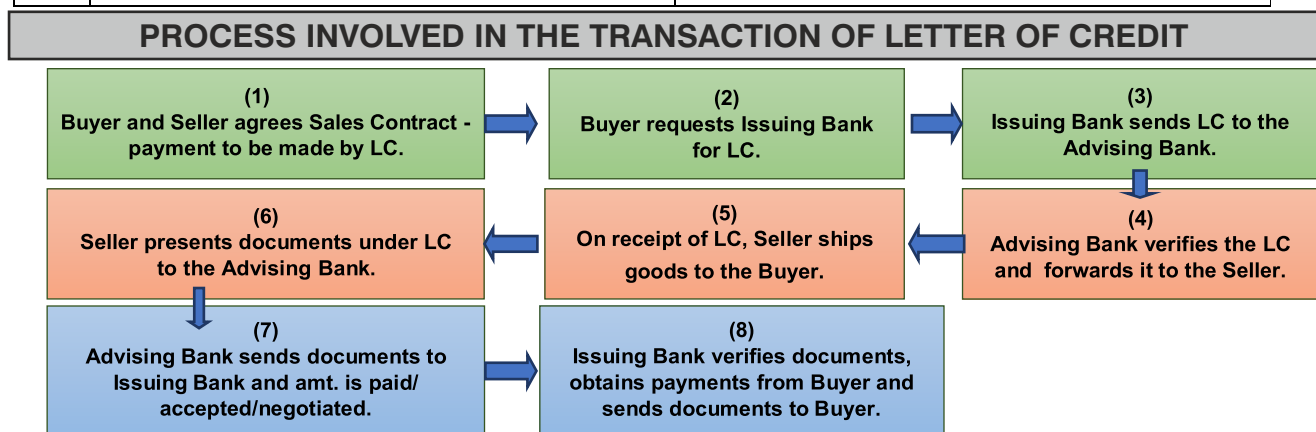 PROCESS INVOLVED IN THE TRANSACTION OF LETTER OF CREDIT
(1)
Buyer and Seller agrees Sales Contract -
payment to be made by LC.
(2)
Buyer requests Issuing Bank
for LC.
(3)
Issuing Bank sends LC to the
Advising Bank.
(4)
Advising Bank verifies the LC
and forwards it to the Seller.
(5)
On receipt of LC, Seller ships
goods to the Buyer.
(6)
Seller presents documents under LC
to the Advising Bank.
(7)
Advising Bank sends documents to
Issuing Bank and amt. is paid/
accepted/negotiated.
(8)
Issuing Bank verifies documents,
obtains payments from Buyer and
sends documents to Buyer.